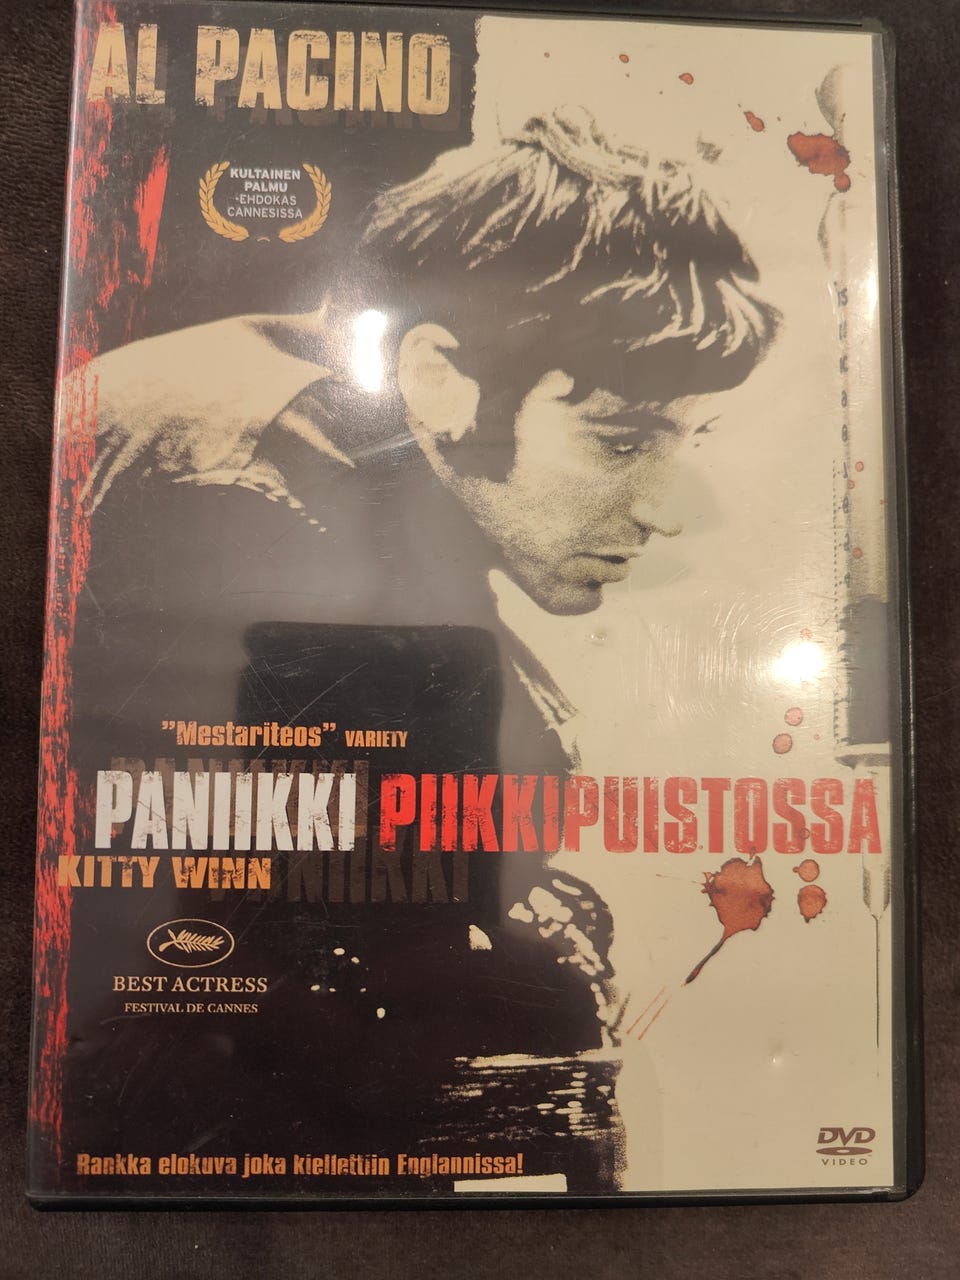 AL PACINO
KULTAINEN
PALMU
-EHDOKAS
CANNESISSA
"Mestariteos" VARIETY
PANIIKKI PIIKKIPUISTOSSA
KITTY WINN
BEST ACTRESS
FESTIVAL DE CANNES
Rankka elokuva joka kiellettiin Englannissa!
DVD
VIDEO